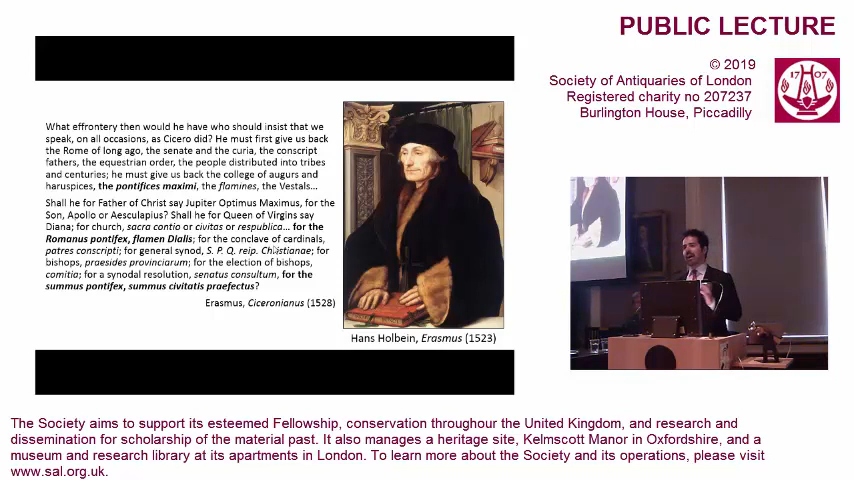 What effrontery then would he have who should insist that we
speak, on all occasions, as Cicero did? He must first give us back
the Rome of long ago, the senate and the curia, the conscript
fathers, the equestrian order, the people distributed into tribes
and centuries; he must give us back the college of augurs and
haruspices, the pontifices maximi, the flamines, the Vestals...
Shall he for Father of Christ say Jupiter Optimus Maximus, for the
Son, Apollo or Aesculapius? Shall he for Queen of Virgins say
Diana; for church, sacra contio or civitas or respublica... for the
Romanus pontifex, flamen Dialis; for the conclave of cardinals,
patres conscripti; for general synod, S. P. Q. reip. Christianae; for
bishops, praesides provinciarum; for the election of bishops,
comitia; for a synodal resolution, senatus consultum, for the
summus pontifex, summus civitatis praefectus?
Erasmus, Ciceronianus (1528)
Hans Holbein, Erasmus (1523)
PUBLIC LECTURE
© 2019
Society of Antiquaries of London
Registered charity no 207237
Burlington House, Piccadilly
17 07
The Society aims to support its esteemed Fellowship, conservation throughour the United Kingdom, and research and
dissemination for scholarship of the material past. It also manages a heritage site, Kelmscott Manor in Oxfordshire, and a
museum and research library at its apartments in London. To learn more about the Society and its operations, please visit
www.sal.org.uk.